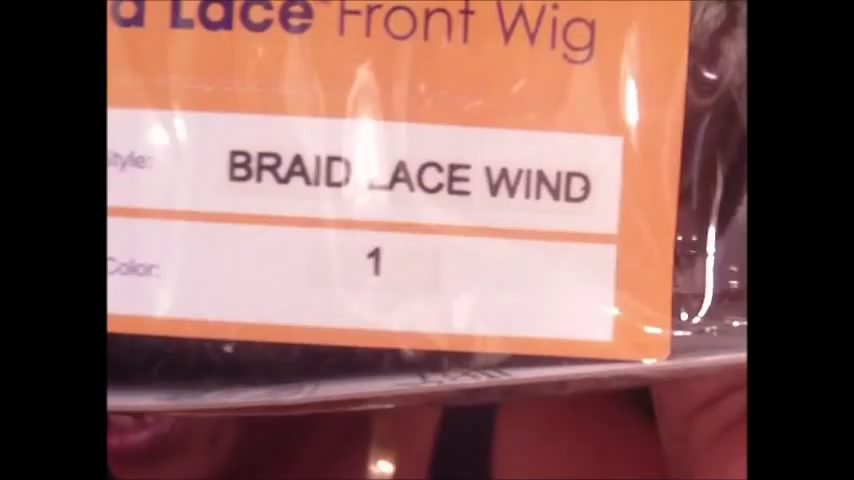 Lace Front Wig
Style:
BRAID LACE WIND
Color:
1